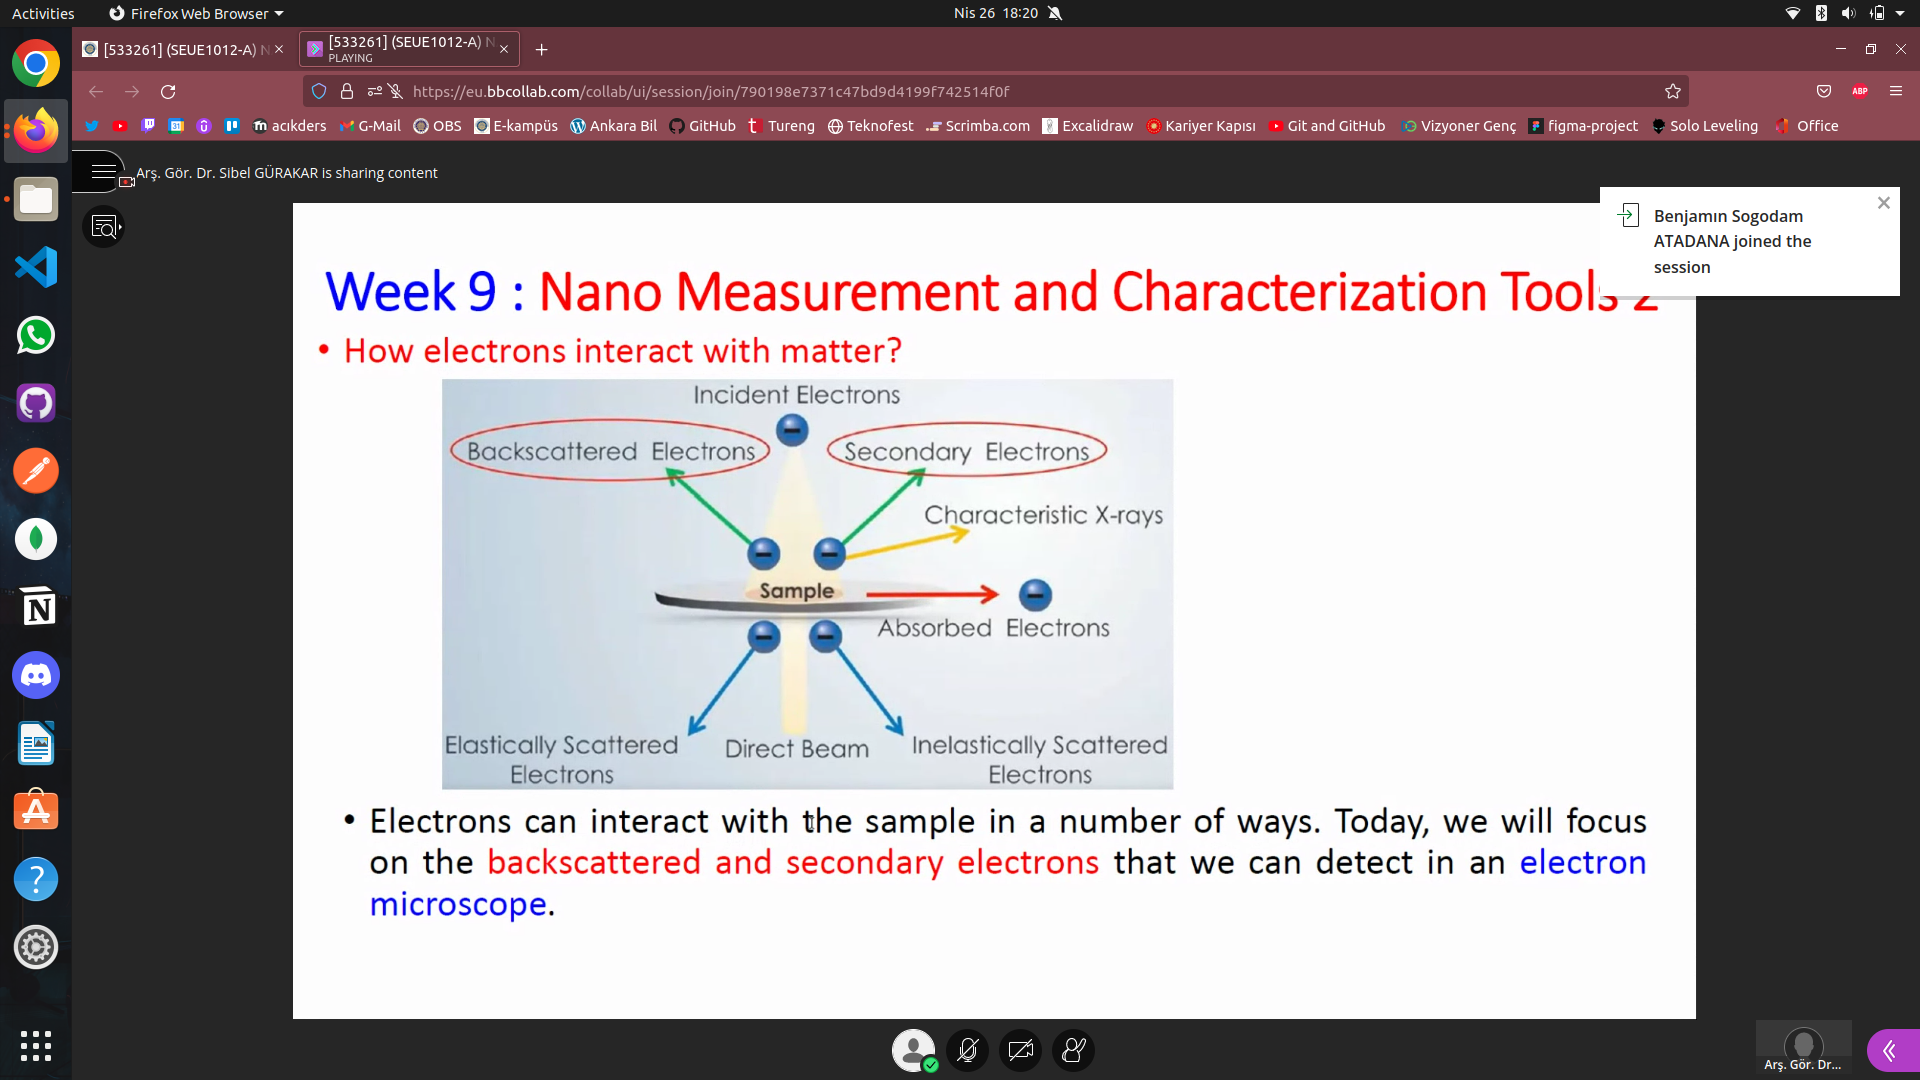 Activities
Firefox Web Browser
Nis 26 18:20
[533261] (SEUE1012-A) N
[533261] (SEUE1012-A) N
PLAYING
https://eu.bbcollab.com/collab/ui/session/join/790198e7371c47bd9d4199f742514f0f
ABP
acıkders
G-Mail
OBS
E-kampüs
Ankara Bil
GitHub
Tureng
Teknofest
Scrimba.com
Excalidraw
Kariyer Kapısı
Git and GitHub
Vizyoner Genç
figma-project
Solo Leveling
Office
Arş. Gör. Dr. Sibel GÜRAKAR is sharing content
Benjamın Sogodam
ATADANA joined the
session
Week 9 : Nano Measurement and Characterization Tools 2
• How electrons interact with matter?
Incident Electrons
Backscattered Electrons
Secondary Electrons
Characteristic X-rays
Sample
Absorbed Electrons
Elastically Scattered
Electrons
Direct Beam
Inelastically Scattered
Electrons
• Electrons can interact with the sample in a number of ways. Today, we will focus
on the backscattered and secondary electrons that we can detect in an electron
microscope.
Arş. Gör. Dr...